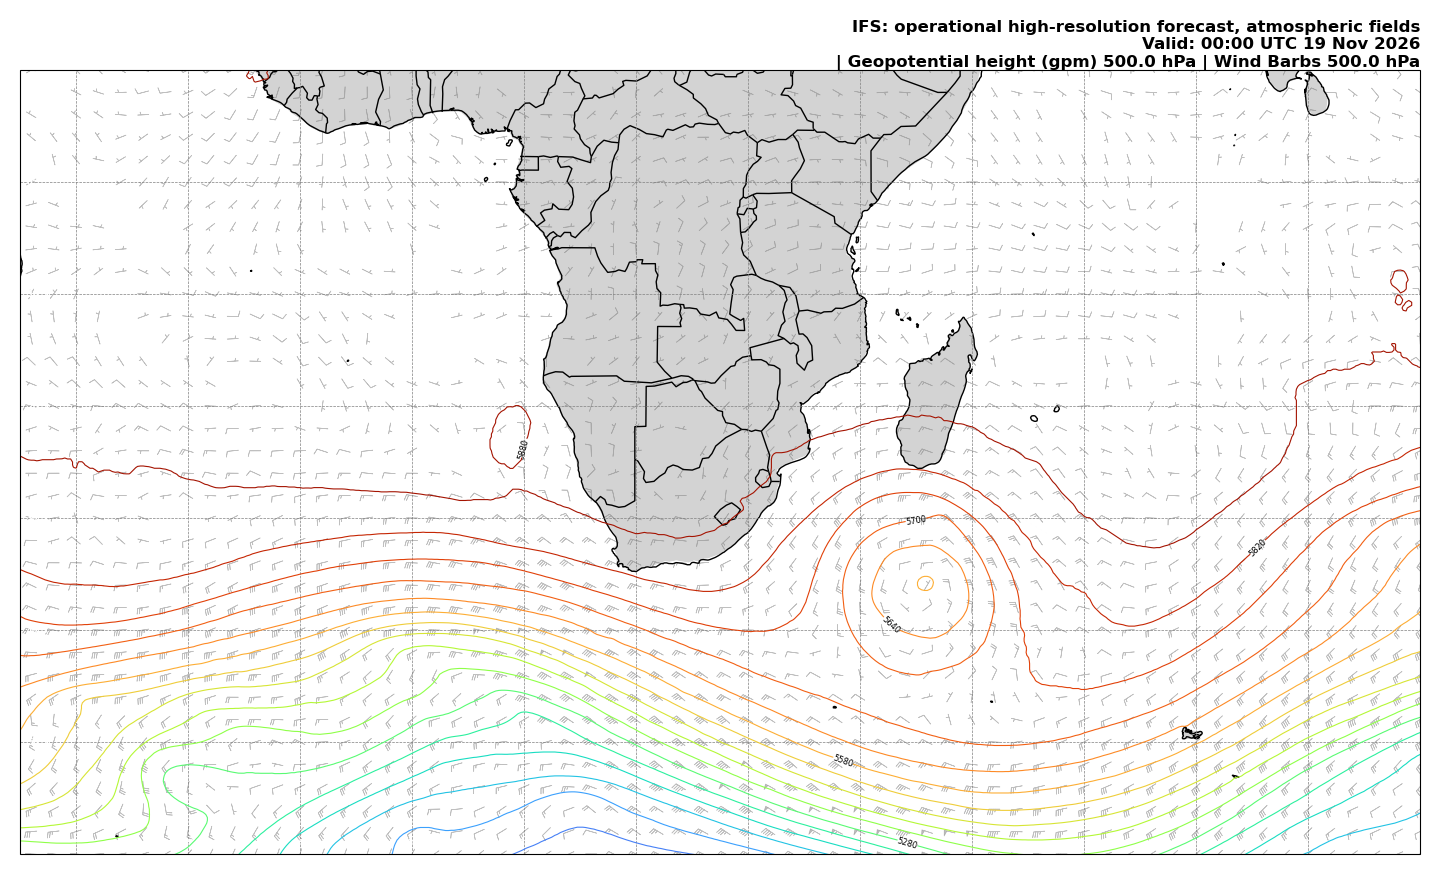 IFS: operational high-resolution forecast, atmospheric fields
Valid: 00:00 UTC 19 Nov 2026
| Geopotential height (gpm) 500.0 hPa | Wind Barbs 500.0 hPa
5880
5700
5820
5640
5580
5280